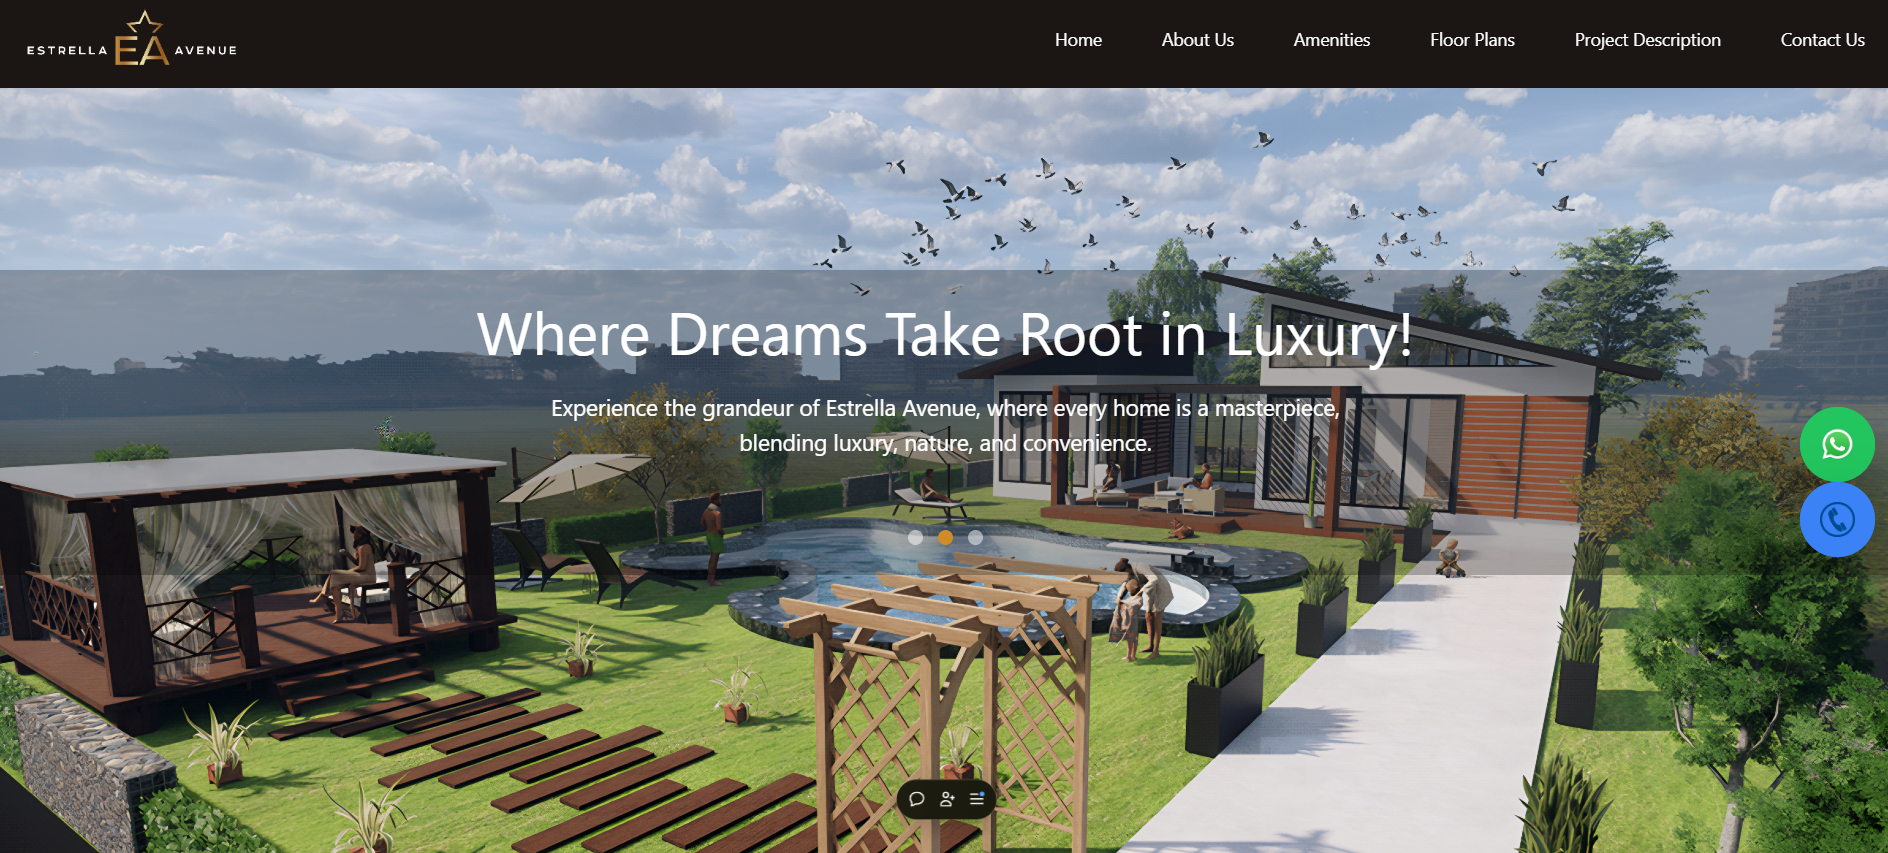 ESTRELLA EA AVENUE
Home About Us Amenities Floor Plans Project Description Contact Us
Where Dreams Take Root in Luxury!
Experience the grandeur of Estrella Avenue, where every home is a masterpiece,
blending luxury, nature, and convenience.